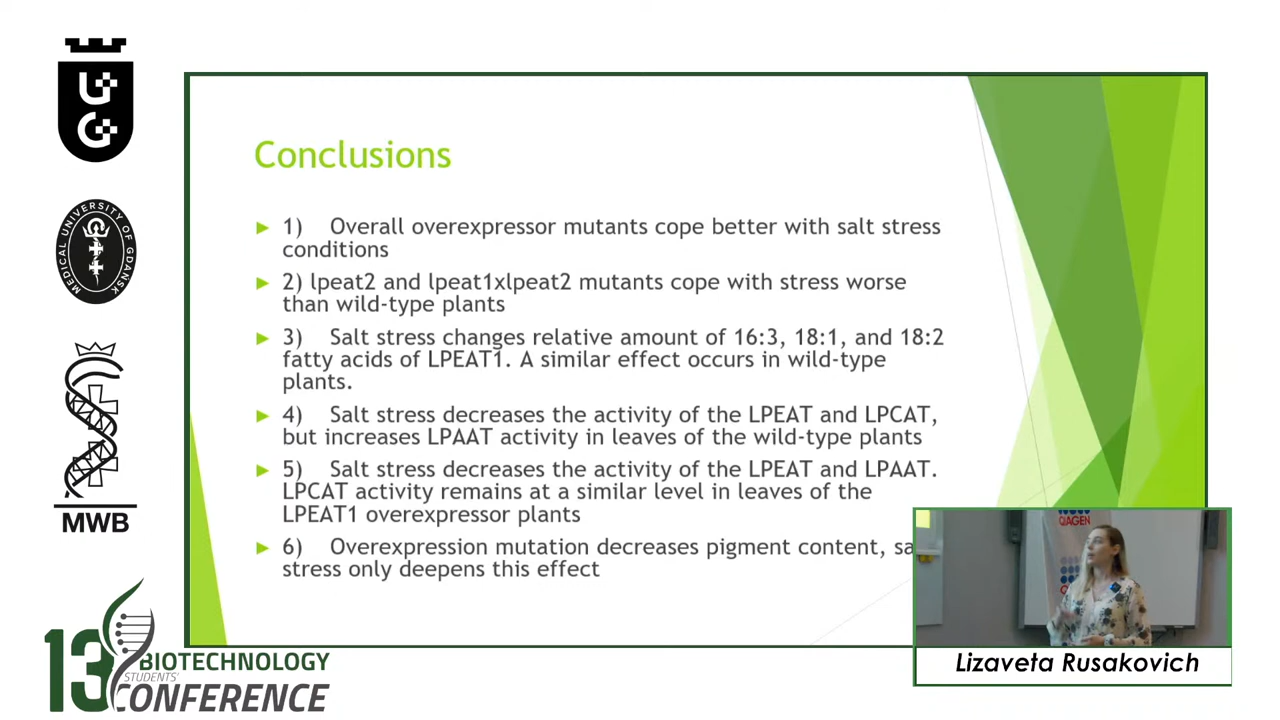 UG
MEDICAL UNIVERSITY OF GDANSK
MWB
Conclusions
1) Overall overexpressor mutants cope better with salt stress
conditions
2) lpeat2 and lpeat1xlpeat2 mutants cope with stress worse
than wild-type plants
3) Salt stress changes relative amount of 16:3, 18:1, and 18:2
fatty acids of LPEAT1. A similar effect occurs in wild-type
plants.
4) Salt stress decreases the activity of the LPEAT and LPCAT,
but increases LPAAT activity in leaves of the wild-type plants
5) Salt stress decreases the activity of the LPEAT and LPAAT.
LPCAT activity remains at a similar level in leaves of the
LPEAT1 overexpressor plants
6) Overexpression mutation decreases pigment content, sa
stress only deepens this effect
QIAGEN
Lizaveta Rusakovich
13 BIOTECHNOLOGY
STUDENTS'
CONFERENCE